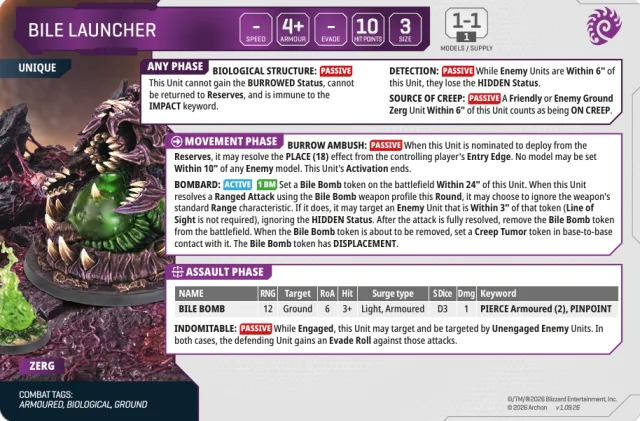 BILE LAUNCHER
-
SPEED
4+
ARMOUR
-
EVADE
10
HIT POINTS
3
SIZE
1-1
1
MODELS / SUPPLY
UNIQUE
ANY PHASE
BIOLOGICAL STRUCTURE: PASSIVE
This Unit cannot gain the BURROWED Status, cannot
be returned to Reserves, and is immune to the
IMPACT keyword.
DETECTION: PASSIVE While Enemy Units are Within 6" of
this Unit, they lose the HIDDEN Status.
SOURCE OF CREEP: PASSIVE A Friendly or Enemy Ground
Zerg Unit Within 6" of this Unit counts as being ON CREEP.
MOVEMENT PHASE
BURROW AMBUSH: PASSIVE When this Unit is nominated to deploy from the
Reserves, it may resolve the PLACE (18) effect from the controlling player's Entry Edge. No model may be set
Within 10" of any Enemy model. This Unit's Activation ends.
BOMBARD: ACTIVE 1 BM Set a Bile Bomb token on the battlefield Within 24" of this Unit. When this Unit
resolves a Ranged Attack using the Bile Bomb weapon profile this Round, it may choose to ignore the weapon's
standard Range characteristic. If it does, it may target an Enemy Unit that is Within 3" of that token (Line of
Sight is not required), ignoring the HIDDEN Status. After the attack is fully resolved, remove the Bile Bomb token
from the battlefield. When the Bile Bomb token is about to be removed, set a Creep Tumor token in base-to-base
contact with it. The Bile Bomb token has DISPLACEMENT.
ASSAULT PHASE
NAME RNG Target RoA Hit Surge type S Dice Dmg Keyword
BILE BOMB 12 Ground 6 3+ Light, Armoured D3 1 PIERCE Armoured (2), PINPOINT
INDOMITABLE: PASSIVE While Engaged, this Unit may target and be targeted by Unengaged Enemy Units. In
both cases, the defending Unit gains an Evade Roll against those attacks.
ZERG
COMBAT TAGS:
ARMOURED, BIOLOGICAL, GROUND
©/TM/® 2026 Blizzard Entertainment, Inc.
© 2026 Archon v 1.09.26